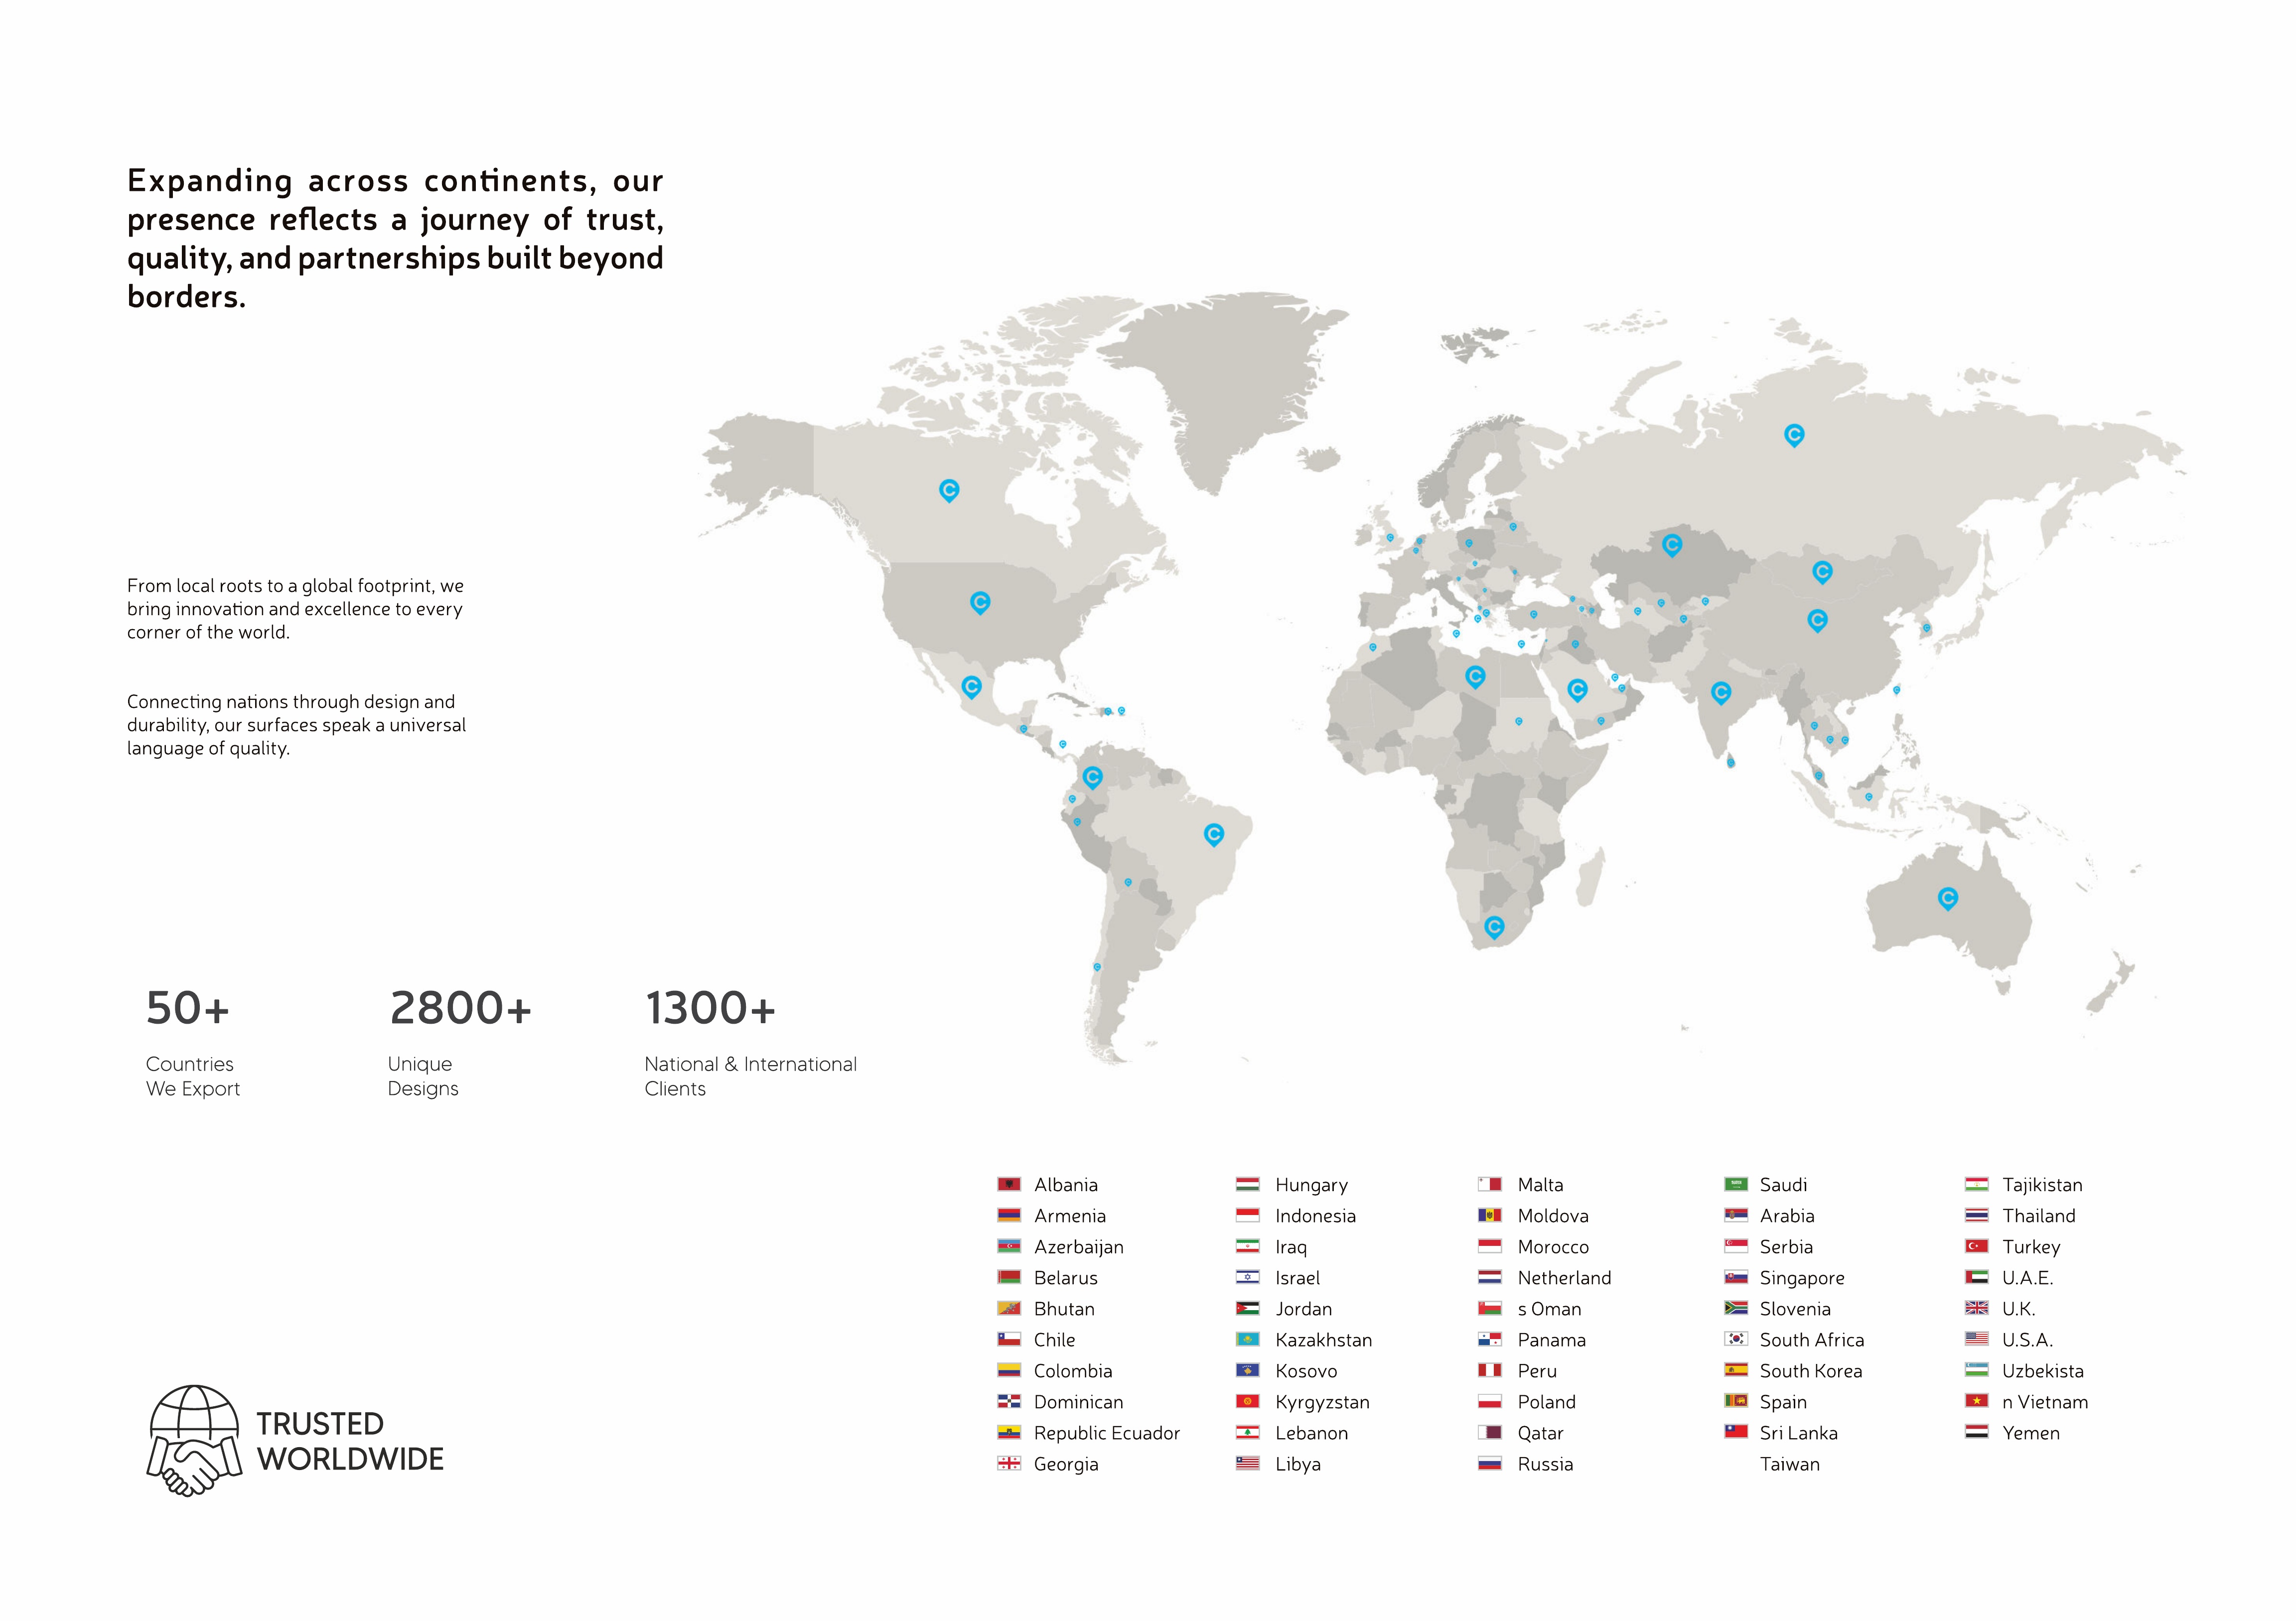 Expanding across continents, our
presence reflects a journey of trust,
quality, and partnerships built beyond
borders.
From local roots to a global footprint, we
bring innovation and excellence to every
corner of the world.
Connecting nations through design and
durability, our surfaces speak a universal
language of quality.
50+
Countries
We Export
2800+
Unique
Designs
1300+
National & International
Clients
TRUSTED
WORLDWIDE
Albania
Armenia
Azerbaijan
Belarus
Bhutan
Chile
Colombia
Dominican
Republic Ecuador
Georgia
Hungary
Indonesia
Iraq
Israel
Jordan
Kazakhstan
Kosovo
Kyrgyzstan
Lebanon
Libya
Malta
Moldova
Morocco
Netherland
s Oman
Panama
Peru
Poland
Qatar
Russia
Saudi
Arabia
Serbia
Singapore
Slovenia
South Africa
South Korea
Spain
Sri Lanka
Taiwan
Tajikistan
Thailand
Turkey
U.A.E.
U.K.
U.S.A.
Uzbekista
n Vietnam
Yemen